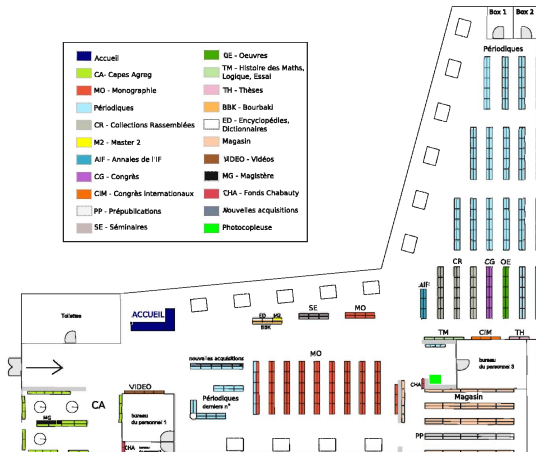 Box 1 Box 2
Périodiques
Accueil
CA- Capes Agreg
MO - Monographie
Périodiques
CR - Collections Rassemblées
M2 - Master 2
AIF - Annales de l'IF
CG - Congrès
CIM - Congrès Internationaux
PP - Prépublications
SE - Séminaires
OE - Oeuvres
TM - Histoire des Maths,
Logique, Essai
TH - Thèses
BBK - Bourbaki
ED - Encyclopédies,
Dictionnaires
Magasin
VIDEO - Vidéos
MG - Magistère
CHA - Fonds Chabauty
Nouvelles acquisitions
Photocopieuse
CR CG OE
AIF
Toilettes
ACCUEIL
ED M2
BBK
SE
MO
TM CIM TH
nouvelles acquisitions
MO
bureau
du personnel 3
CHA
VIDEO
Périodiques
derniers n°
Magasin
CA
MG
bureau
du personnel 1
PP
CHA
bureau